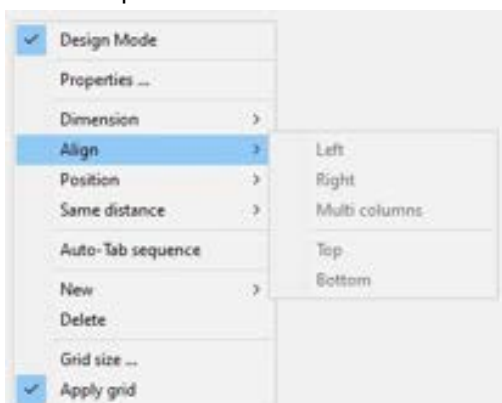 Design Mode
Properties ...
Dimension
Align
Position
Same distance
Auto-Tab sequence
New
Delete
Grid size ...
Apply grid
Left
Right
Multi columns
Top
Bottom